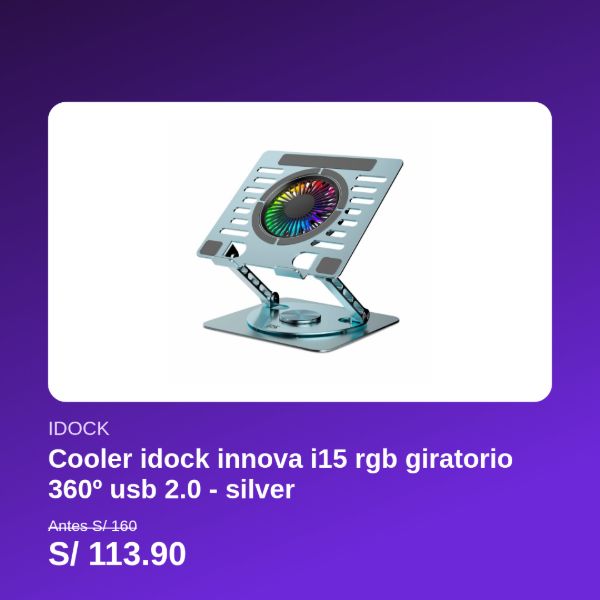 IDOCK
Cooler idock innova i15 rgb giratorio
360º usb 2.0 - silver
Antes S/ 160
S/ 113.90